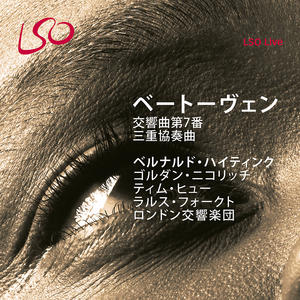 LSO
LSO Live
ベートーヴェン
交響曲第7番
三重協奏曲
ベルナルド・ハイティンク
ゴルダン・ニコリッチ
ティム・ヒュー
ラルス・フォークト
ロンドン交響楽団